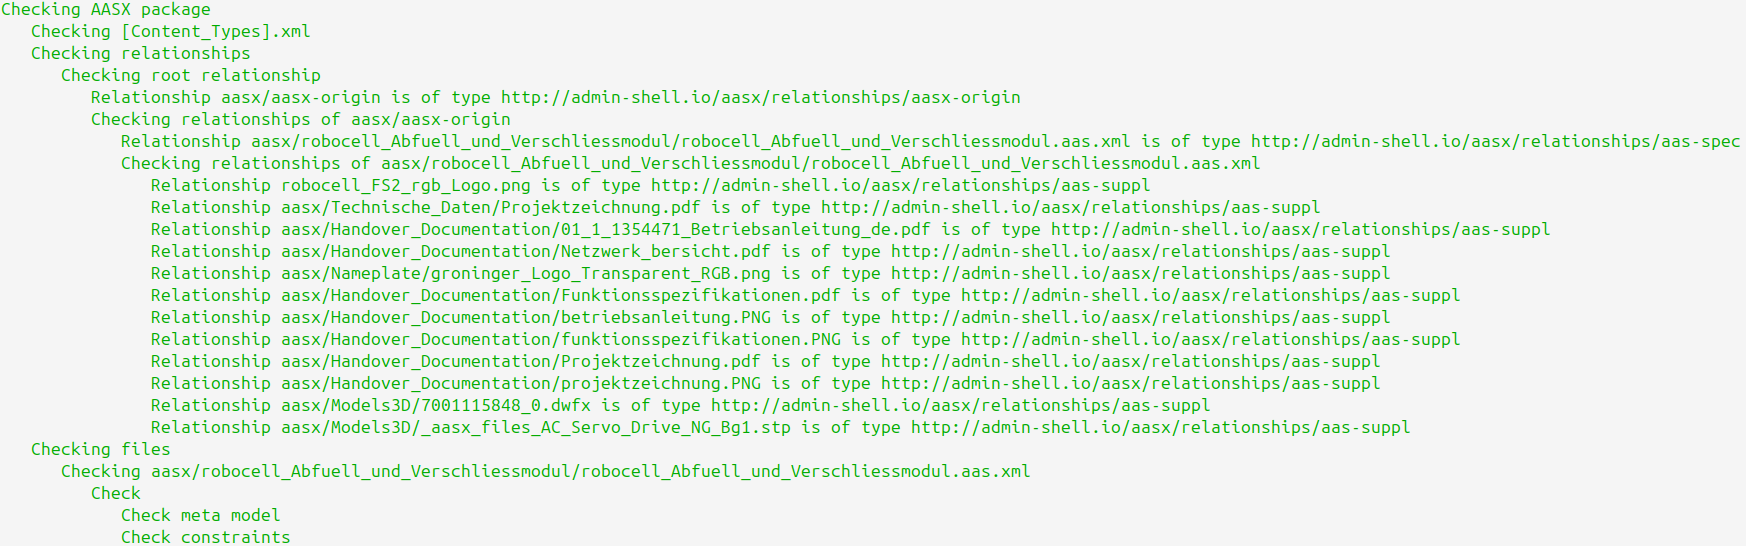 Checking AASX package
Checking [Content_Types].xml
Checking relationships
Checking root relationship
Relationship aasx/aasx-origin is of type http://admin-shell.io/aasx/relationships/aasx-origin
Checking relationships of aasx/aasx-origin
Relationship aasx/robocell_Abfuell_und_Verschliessmodul/robocell_Abfuell_und_Verschliessmodul.aas.xml is of type http://admin-shell.io/aasx/relationships/aas-spec
Checking relationships of aasx/robocell_Abfuell_und_Verschliessmodul/robocell_Abfuell_und_Verschliessmodul.aas.xml
Relationship robocell_FS2_rgb_Logo.png is of type http://admin-shell.io/aasx/relationships/aas-suppl
Relationship aasx/Technische_Daten/Projektzeichnung.pdf is of type http://admin-shell.io/aasx/relationships/aas-suppl
Relationship aasx/Handover_Documentation/01_1_1354471_Betriebsanleitung_de.pdf is of type http://admin-shell.io/aasx/relationships/aas-suppl
Relationship aasx/Handover_Documentation/Netzwerk_bersicht.pdf is of type http://admin-shell.io/aasx/relationships/aas-suppl
Relationship aasx/Nameplate/groninger_Logo_Transparent_RGB.png is of type http://admin-shell.io/aasx/relationships/aas-suppl
Relationship aasx/Handover_Documentation/Funktionsspezifikationen.pdf is of type http://admin-shell.io/aasx/relationships/aas-suppl
Relationship aasx/Handover_Documentation/betriebsanleitung.PNG is of type http://admin-shell.io/aasx/relationships/aas-suppl
Relationship aasx/Handover_Documentation/funktionsspezifikationen.PNG is of type http://admin-shell.io/aasx/relationships/aas-suppl
Relationship aasx/Handover_Documentation/Projektzeichnung.pdf is of type http://admin-shell.io/aasx/relationships/aas-suppl
Relationship aasx/Handover_Documentation/projektzeichnung.PNG is of type http://admin-shell.io/aasx/relationships/aas-suppl
Relationship aasx/Models3D/7001115848_0.dwfx is of type http://admin-shell.io/aasx/relationships/aas-suppl
Relationship aasx/Models3D/_aasx_files_AC_Servo_Drive_NG_Bg1.stp is of type http://admin-shell.io/aasx/relationships/aas-suppl
Checking files
Checking aasx/robocell_Abfuell_und_Verschliessmodul/robocell_Abfuell_und_Verschliessmodul.aas.xml
Check
Check meta model
Check constraints